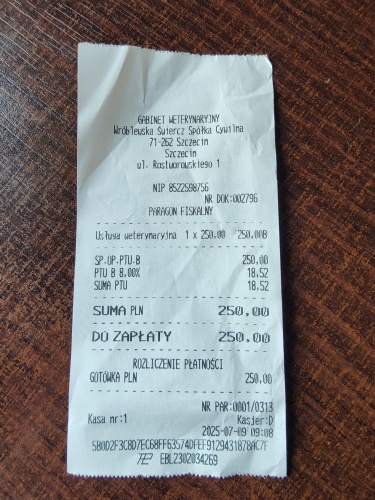 GABINET WETERYNARYJNY
Wróblewska Świercz Spółka Cywilna
71-262 Szczecin
Szczecin
ul. Rostworowskiego 1
NIP 8522598756
NR DOK:002796
PARAGON FISKALNY
Usługa weterynaryjna 1 x 250,00 250,00B
SP.OP.PTU.B 250,00
PTU B 8.00% 18,52
SUMA PTU 18,52
SUMA PLN 250,00
DO ZAPŁATY 250,00
ROZLICZENIE PŁATNOŚCI
GOTÓWKA PLN 250,00
NR PAR:0001/0313
Kasa nr:1 Kasjer:D
2025-07-09 09:08
5B0D2F3CBD7EC68FF63574DFEF9129431878AC7F
EBL2302034269